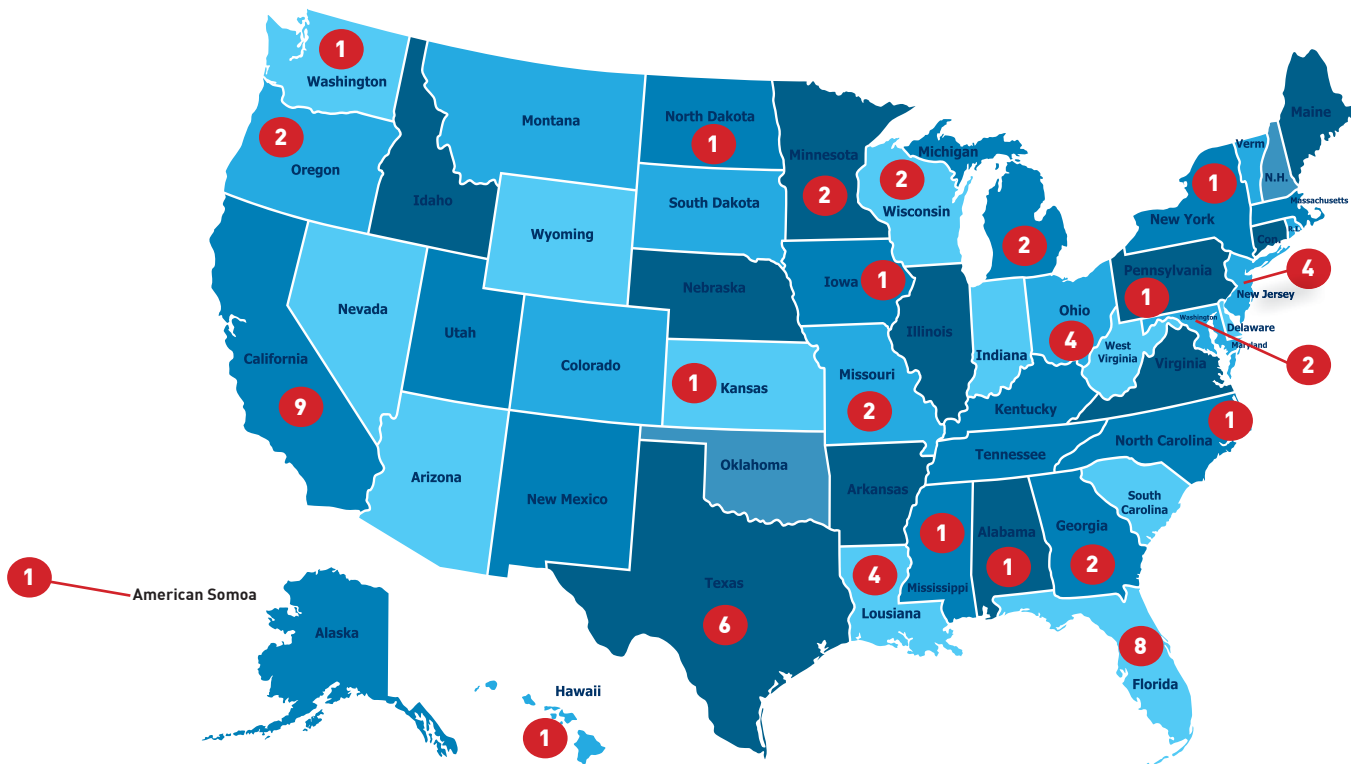 1
Washington
2
Oregon
Montana
Idaho
Wyoming
North Dakota
1
South Dakota
Minnesota
2
2
Wisconsin
Michigan
2
Maine
Verm
N.H.
Massachusetts
R.I.
Con.
1
New York
Pennsylvania
1
4
New Jersey
Washington
Delaware
Maryland
2
Nebraska
Iowa
1
Illinois
Indiana
Ohio
4
West
Virginia
Virginia
Nevada
Utah
Colorado
California
9
1
Kansas
Missouri
2
Kentucky
1
North Carolina
Tennessee
South
Carolina
Arizona
New Mexico
Oklahoma
Arkansas
Texas
6
4
Lousiana
1
Mississippi
Alabama
1
Georgia
2
8
Florida
1
American Somoa
Alaska
Hawaii
1